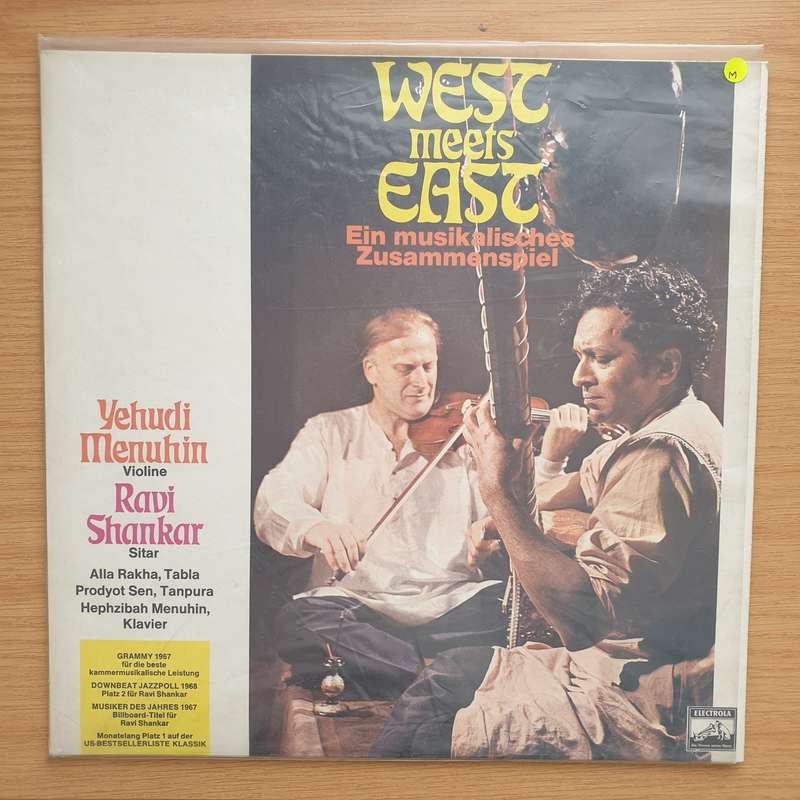 M
WEST
meets
EAST
Ein musikalisches
Zusammenspiel
Yehudi
Menuhin
Violine
Ravi
Shankar
Sitar
Alla Rakha, Tabla
Prodyot Sen, Tanpura
Hephzibah Menuhin,
Klavier
GRAMMY 1967
für die beste
kammermusikalische Leistung
DOWNBEAT JAZZPOLL 1968
Platz 2 für Ravi Shankar
MUSIKER DES JAHRES 1967
Billboard-Titel für
Ravi Shankar
Monatelang Platz 1 auf der
US-BESTSELLERLISTE KLASSIK
ELECTROLA